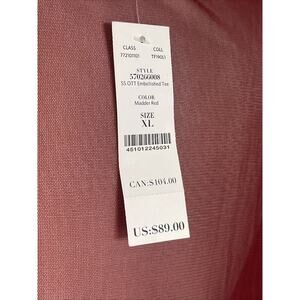 CLASS COLL
772101101 TF19OL1
STYLE
570266008
SS OTT Embellished Tee
COLOR
Madder Red
SIZE
XL
451012245031
CAN:$104.00
US:$89.00